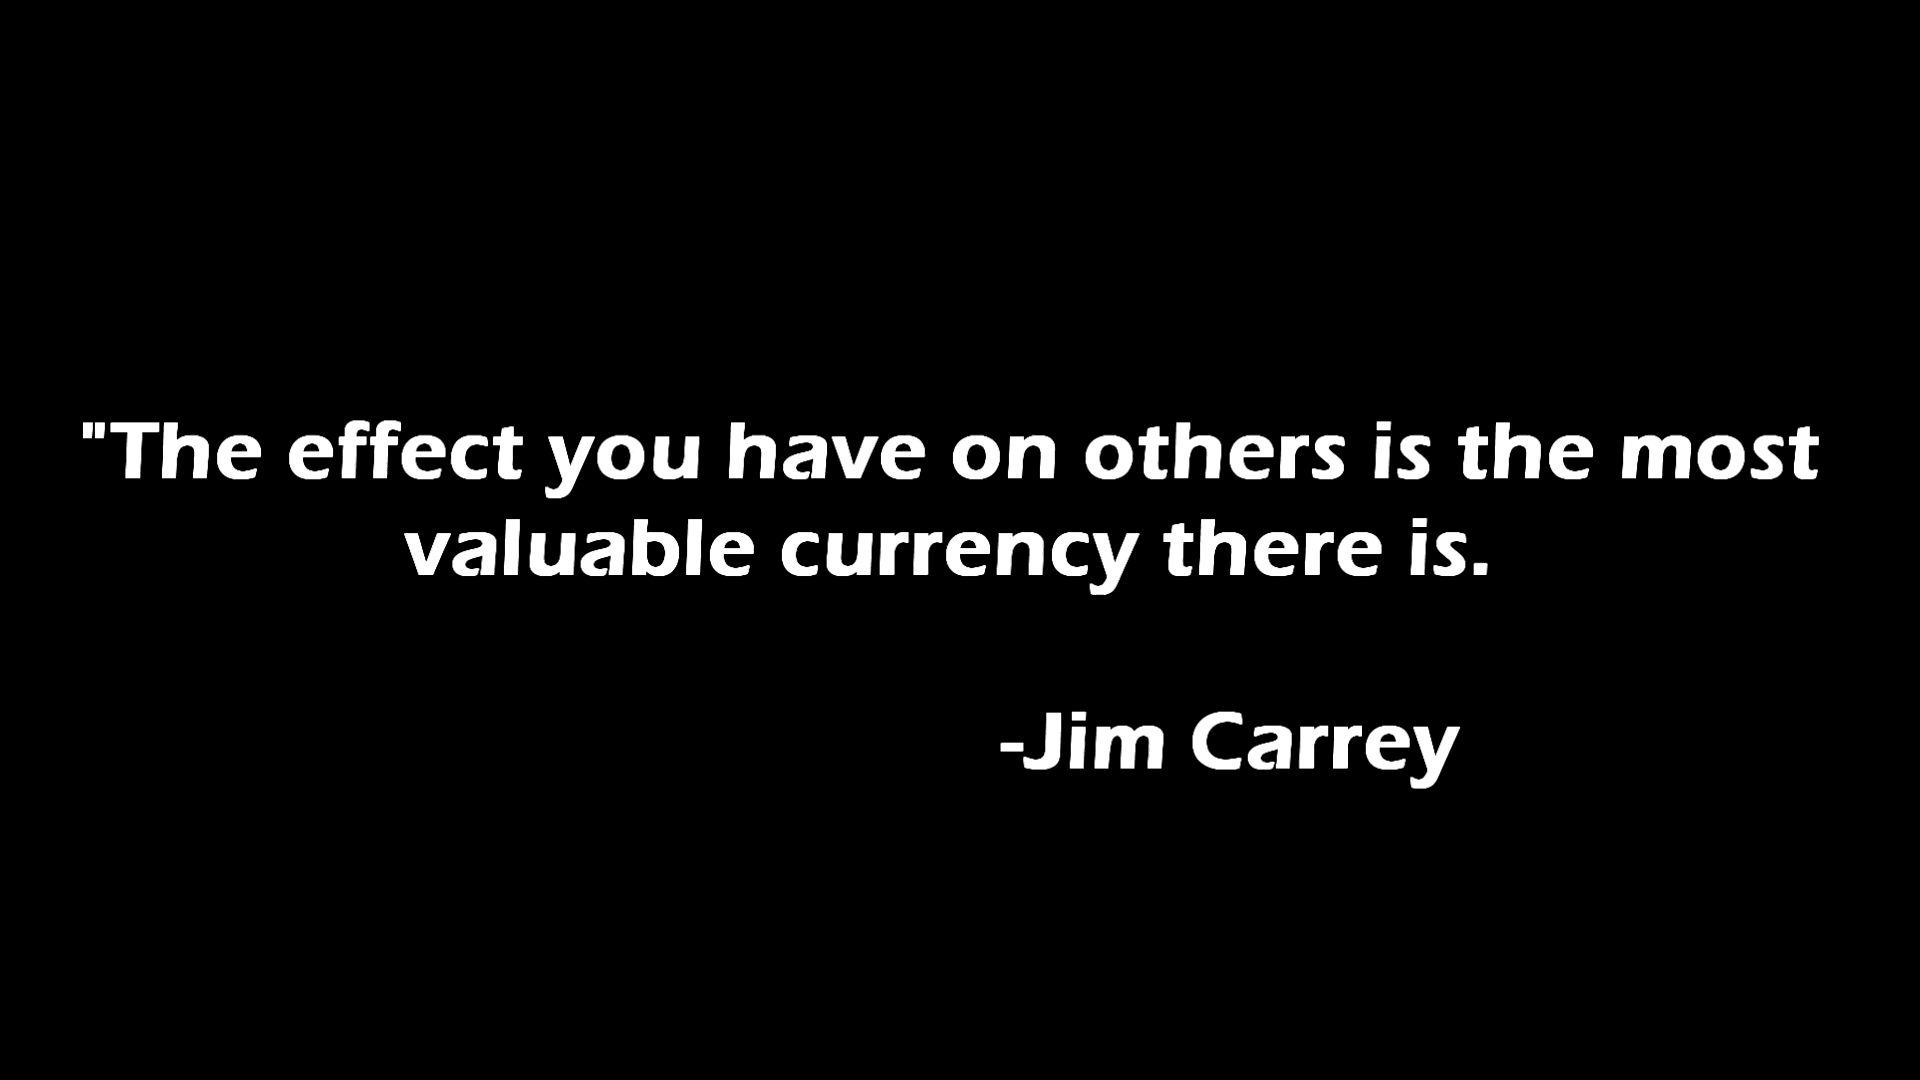 "The effect you have on others is the most
valuable currency there is.
-Jim Carrey